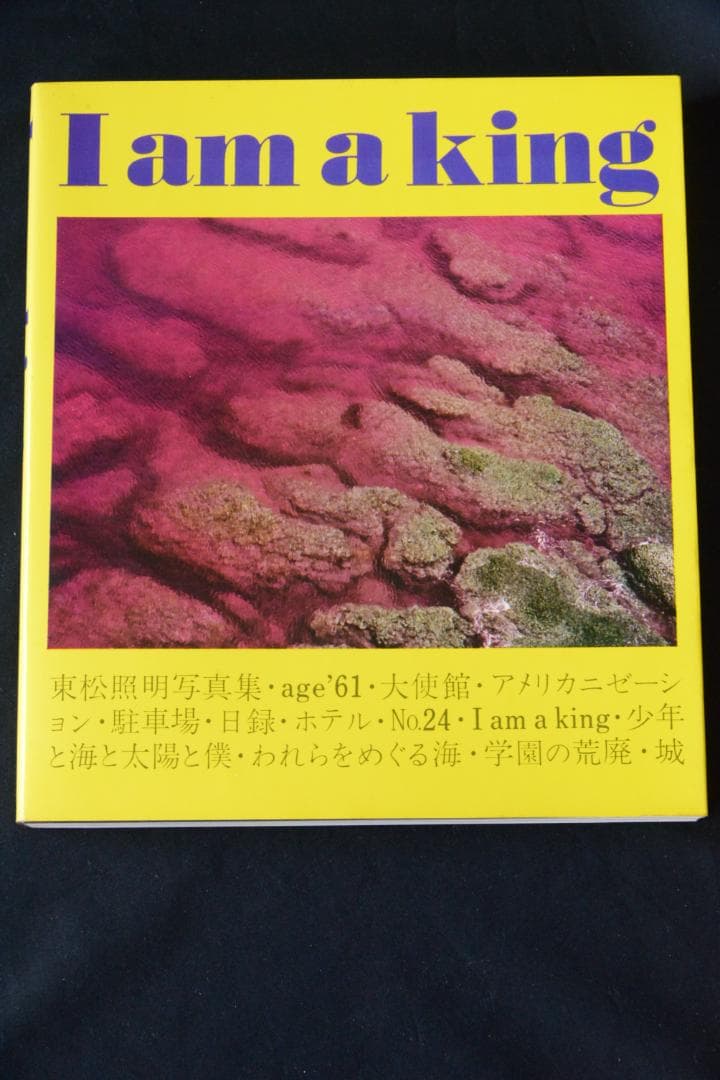 I am a king
東松照明写真集・age'61・大使館・アメリカニゼーシ
ョン・駐車場・日録・ホテル・No.24・I am a king・少年
と海と太陽と僕・われらをめぐる海・学園の荒廃・城